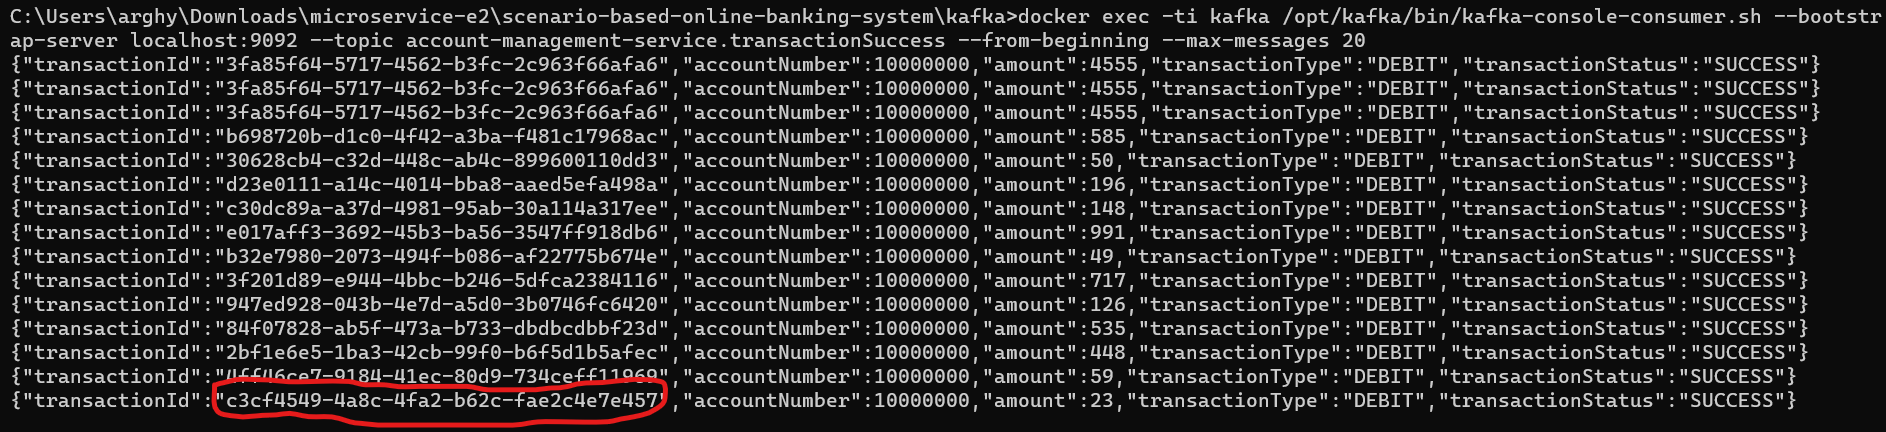 C:\Users\arghy\Downloads\microservice-e2\scenario-based-online-banking-system\kafka>docker exec -ti kafka /opt/kafka/bin/kafka-console-consumer.sh --bootstr
ap-server localhost:9092 --topic account-management-service.transactionSuccess --from-beginning --max-messages 20
{"transactionId":"3fa85f64-5717-4562-b3fc-2c963f66afa6","accountNumber":10000000,"amount":4555,"transactionType":"DEBIT","transactionStatus":"SUCCESS"}
{"transactionId":"3fa85f64-5717-4562-b3fc-2c963f66afa6","accountNumber":10000000,"amount":4555,"transactionType":"DEBIT","transactionStatus":"SUCCESS"}
{"transactionId":"3fa85f64-5717-4562-b3fc-2c963f66afa6","accountNumber":10000000,"amount":4555,"transactionType":"DEBIT","transactionStatus":"SUCCESS"}
{"transactionId":"b698720b-d1c0-4f42-a3ba-f481c17968ac","accountNumber":10000000,"amount":585,"transactionType":"DEBIT","transactionStatus":"SUCCESS"}
{"transactionId":"30628cb4-c32d-448c-ab4c-899600110dd3","accountNumber":10000000,"amount":50,"transactionType":"DEBIT","transactionStatus":"SUCCESS"}
{"transactionId":"d23e0111-a14c-4014-bba8-aaed5efa498a","accountNumber":10000000,"amount":196,"transactionType":"DEBIT","transactionStatus":"SUCCESS"}
{"transactionId":"c30dc89a-a37d-4981-95ab-30a114a317ee","accountNumber":10000000,"amount":148,"transactionType":"DEBIT","transactionStatus":"SUCCESS"}
{"transactionId":"e017aff3-3692-45b3-ba56-3547ff918db6","accountNumber":10000000,"amount":991,"transactionType":"DEBIT","transactionStatus":"SUCCESS"}
{"transactionId":"b32e7980-2073-494f-b086-af22775b674e","accountNumber":10000000,"amount":49,"transactionType":"DEBIT","transactionStatus":"SUCCESS"}
{"transactionId":"3f201d89-e944-4bbc-b246-5dfca2384116","accountNumber":10000000,"amount":717,"transactionType":"DEBIT","transactionStatus":"SUCCESS"}
{"transactionId":"947ed928-043b-4e7d-a5d0-3b0746fc6420","accountNumber":10000000,"amount":126,"transactionType":"DEBIT","transactionStatus":"SUCCESS"}
{"transactionId":"84f07828-ab5f-473a-b733-dbdbcdbbf23d","accountNumber":10000000,"amount":535,"transactionType":"DEBIT","transactionStatus":"SUCCESS"}
{"transactionId":"2bf1e6e5-1ba3-42cb-99f0-b6f5d1b5afec","accountNumber":10000000,"amount":448,"transactionType":"DEBIT","transactionStatus":"SUCCESS"}
{"transactionId":"4ff46ce7-9184-41ec-80d9-734ceff11969","accountNumber":10000000,"amount":59,"transactionType":"DEBIT","transactionStatus":"SUCCESS"}
{"transactionId":"c3cf4549-4a8c-4fa2-b62c-fae2c4e7e457","accountNumber":10000000,"amount":23,"transactionType":"DEBIT","transactionStatus":"SUCCESS"}